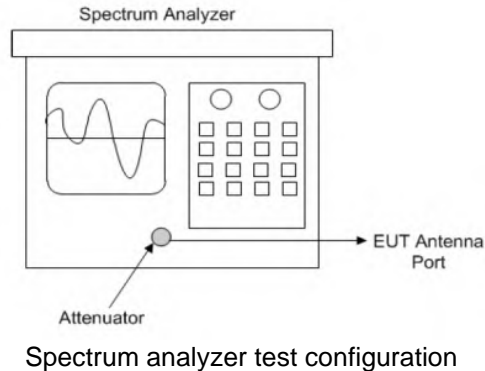 Spectrum Analyzer
EUT Antenna
Port
Attenuator
Spectrum analyzer test configuration